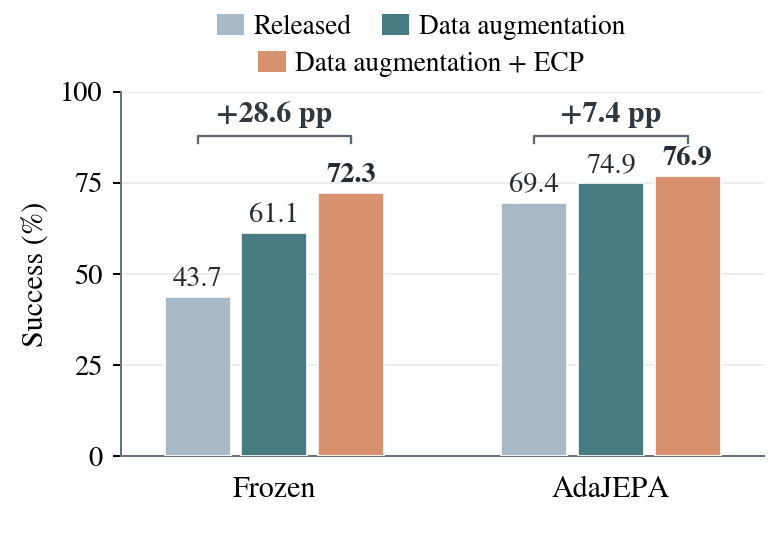 Released Data augmentation
Data augmentation + ECP
100
75
50
25
0
Success (%)
+28.6 pp
43.7
61.1
72.3
+7.4 pp
69.4
74.9
76.9
Frozen
AdaJEPA